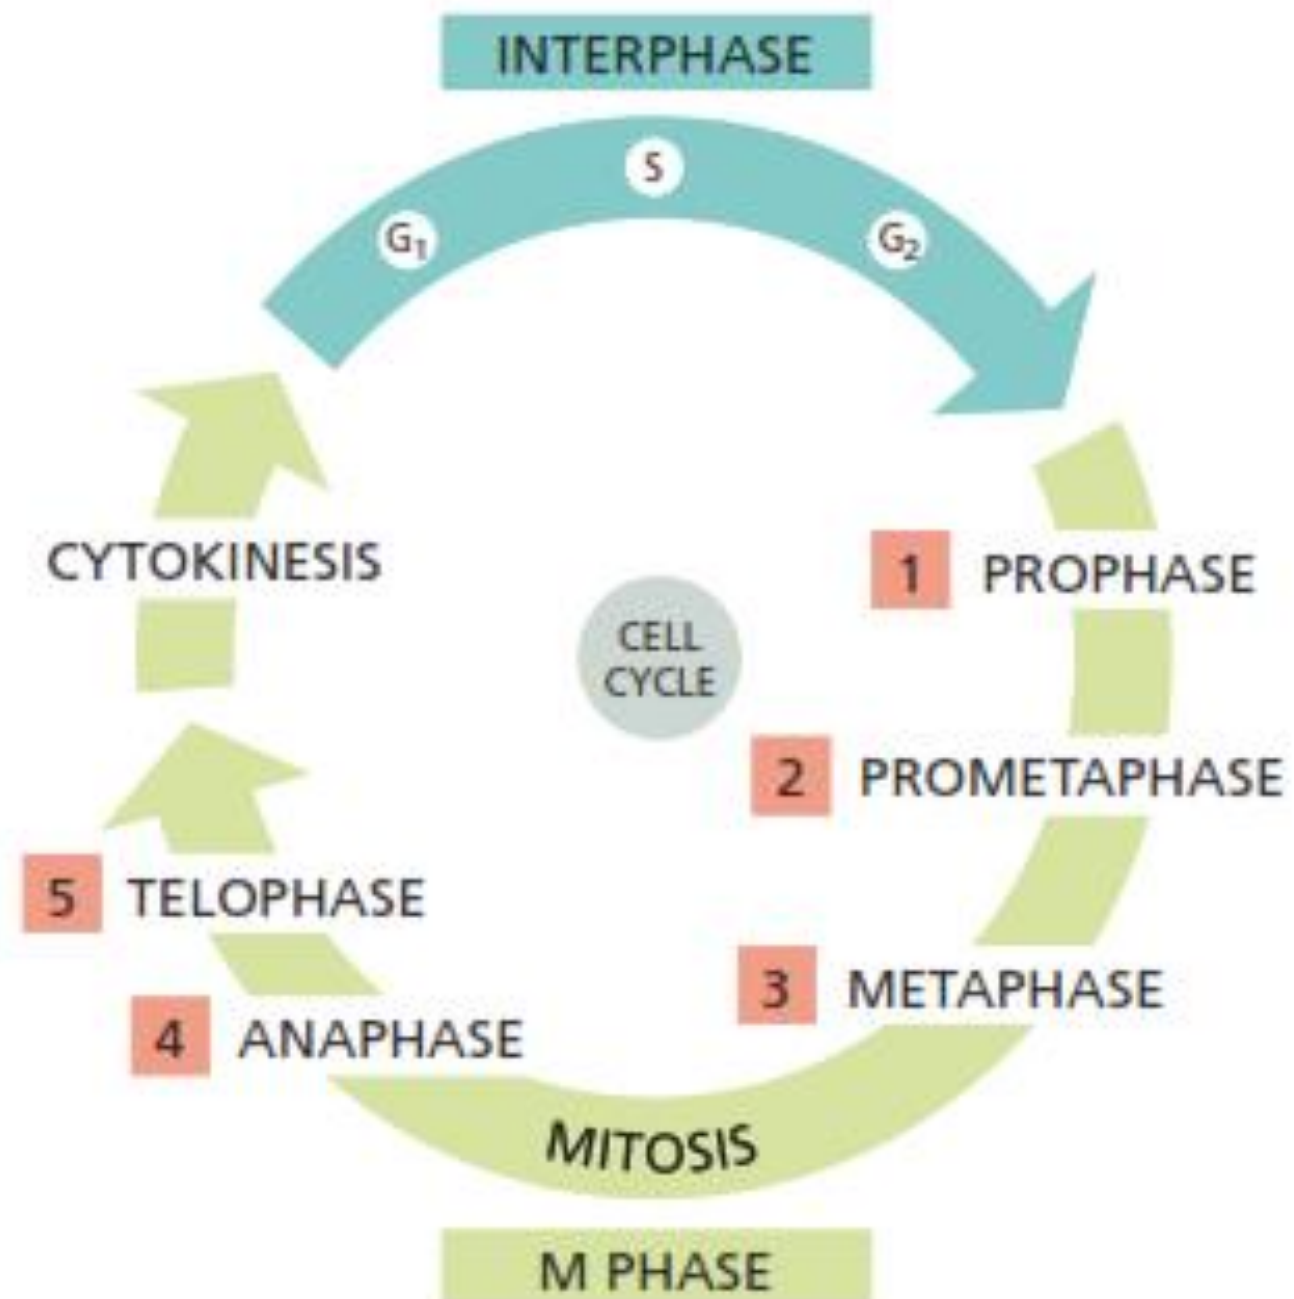 INTERPHASE
S
G₁
G₂
CYTOKINESIS
1 PROPHASE
CELL
CYCLE
2 PROMETAPHASE
5 TELOPHASE
3 METAPHASE
4 ANAPHASE
MITOSIS
M PHASE